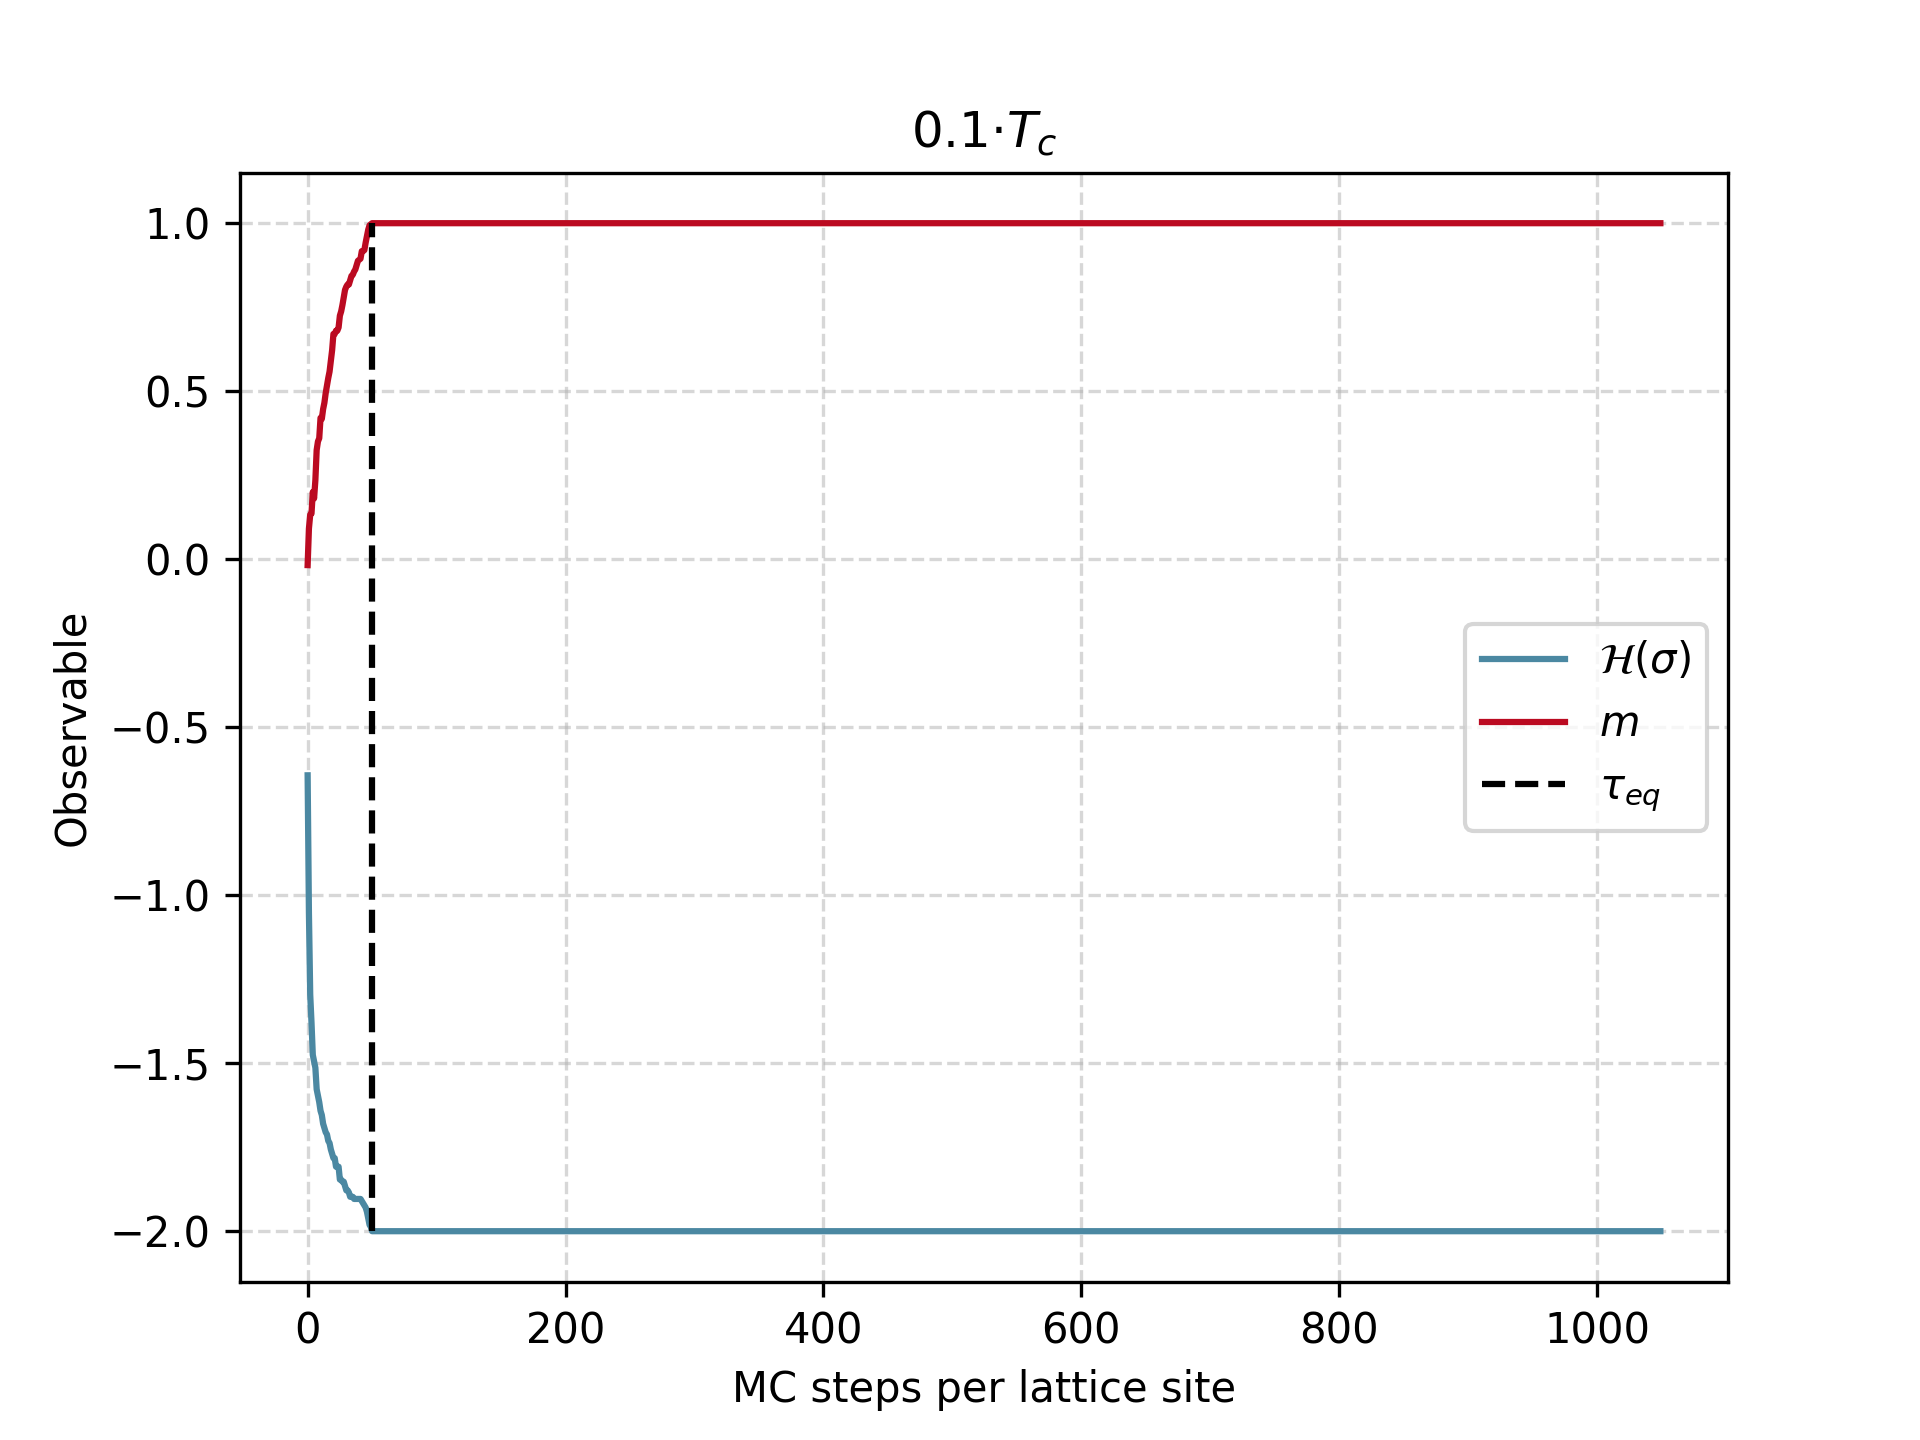 0.1·T_c
1.0
0.5
0.0
−0.5
−1.0
−1.5
−2.0
Observable
ℋ(σ)
m
τ_eq
0 200 400 600 800 1000
MC steps per lattice site